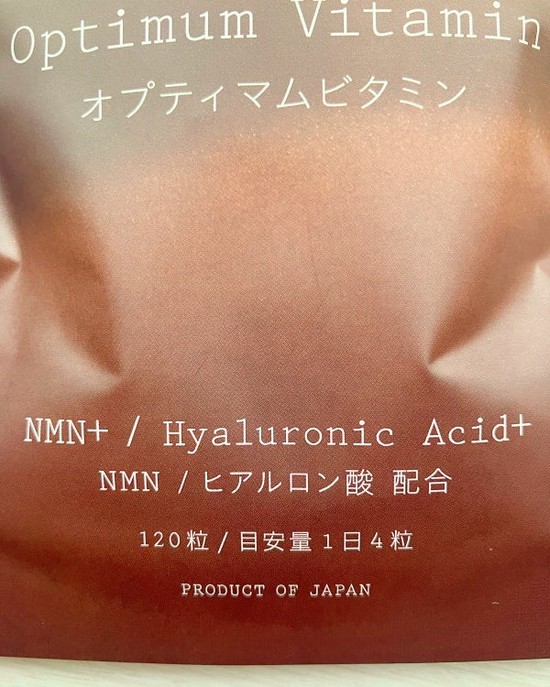 Optimum Vitamin
オプティマムビタミン
NMN+ / Hyaluronic Acid+
NMN / ヒアルロン酸 配合
120粒 / 目安量 1日4粒
PRODUCT OF JAPAN